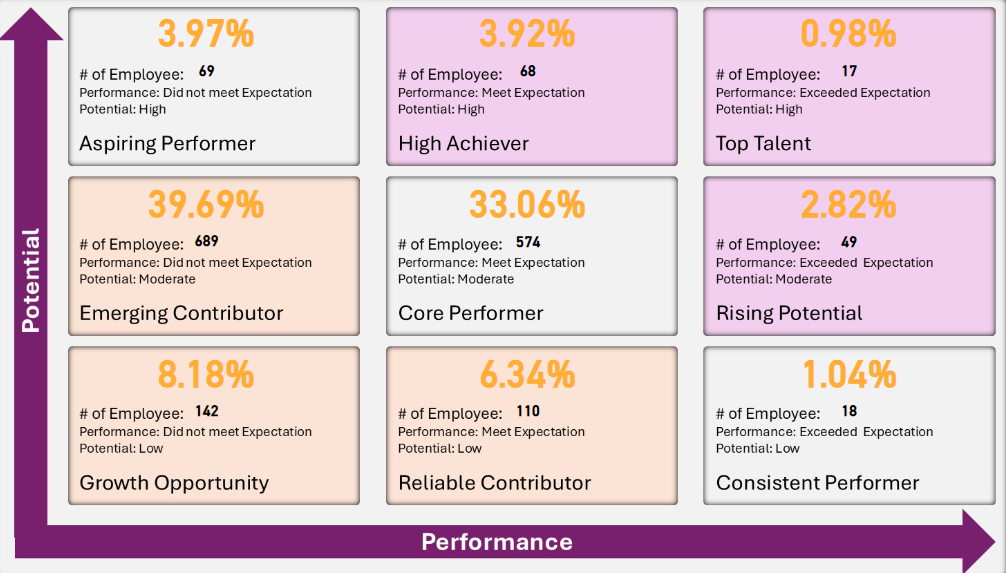 3.97%
# of Employee: 69
Performance: Did not meet Expectation
Potential: High
Aspiring Performer
3.92%
# of Employee: 68
Performance: Meet Expectation
Potential: High
High Achiever
0.98%
# of Employee: 17
Performance: Exceeded Expectation
Potential: High
Top Talent
39.69%
# of Employee: 689
Performance: Did not meet Expectation
Potential: Moderate
Emerging Contributor
33.06%
# of Employee: 574
Performance: Meet Expectation
Potential: Moderate
Core Performer
2.82%
# of Employee: 49
Performance: Exceeded Expectation
Potential: Moderate
Rising Potential
8.18%
# of Employee: 142
Performance: Did not meet Expectation
Potential: Low
Growth Opportunity
6.34%
# of Employee: 110
Performance: Meet Expectation
Potential: Low
Reliable Contributor
1.04%
# of Employee: 18
Performance: Exceeded Expectation
Potential: Low
Consistent Performer
Potential
Performance